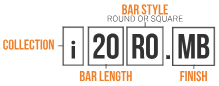 BAR STYLE
ROUND OR SQUARE
COLLECTION i 20 RO . MB
BAR LENGTH FINISH